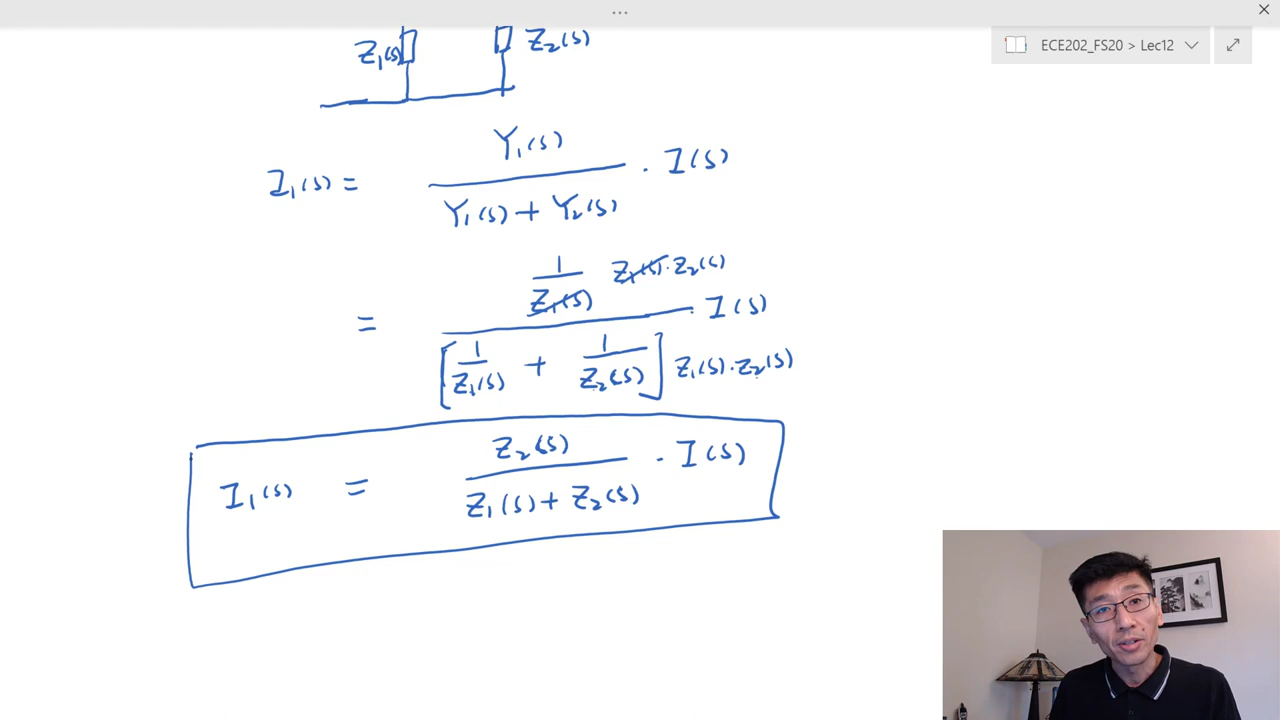 ...
ECE202_FS20 > Lec12
Z₁(s) Z₂(s)
I₁(s) = Y₁(s) / Y₁(s) + Y₂(s) · I(s)
= 1 / Z₁(s) Z₁(s)·Z₂(s) / [1 / Z₁(s) + 1 / Z₂(s)] Z₁(s)·Z₂(s) · I(s)
I₁(s) = Z₂(s) / Z₁(s) + Z₂(s) · I(s)